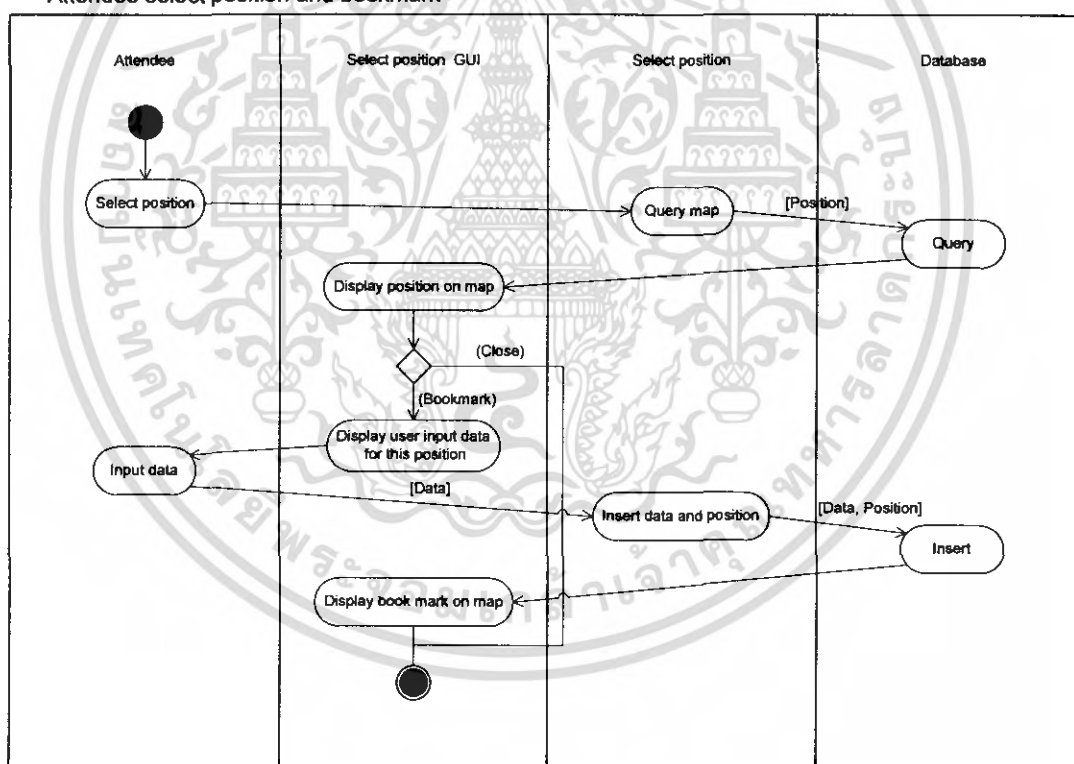 Attendee select position and bookmark
Attendee
Select position GUI
Select position
Database
Select position
Query map
[Position]
Query
Display position on map
(Close)
(Bookmark)
Display user input data
for this position
Input data
[Data]
Insert data and position
[Data, Position]
Insert
Display book mark on map